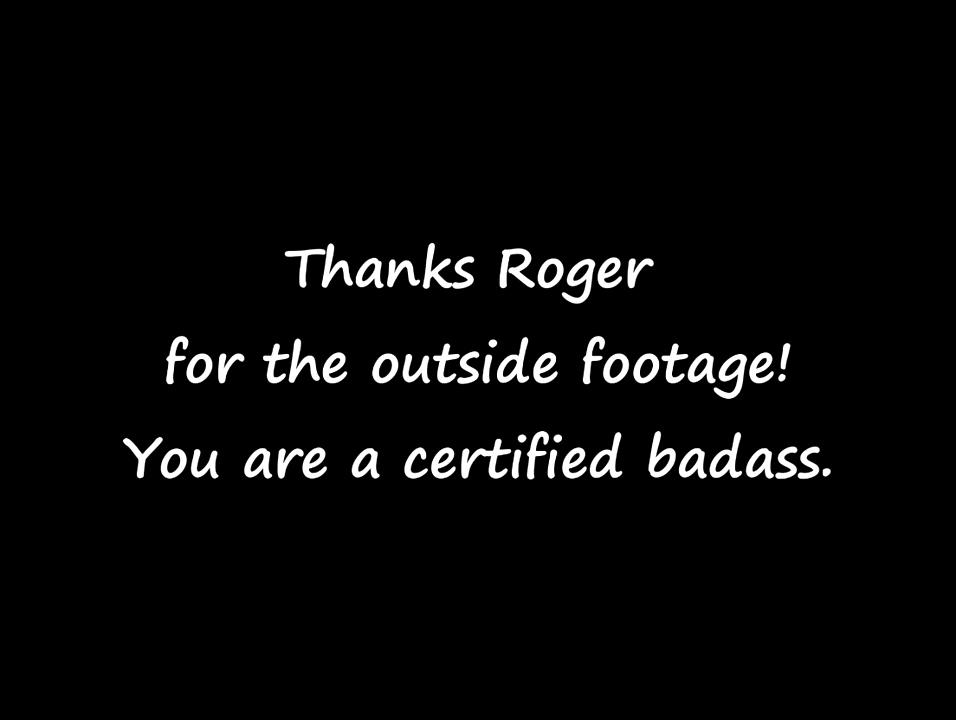 Thanks Roger
for the outside footage!
You are a certified badass.